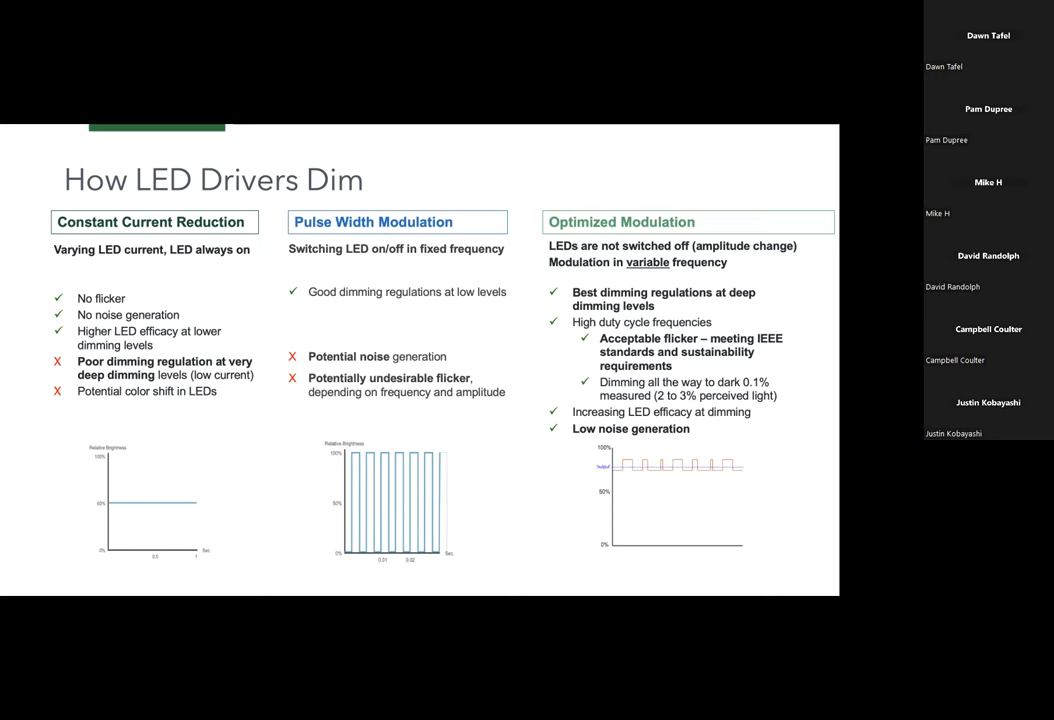 How LED Drivers Dim
Constant Current Reduction
Varying LED current, LED always on
✓ No flicker
✓ No noise generation
✓ Higher LED efficacy at lower
dimming levels
X Poor dimming regulation at very
deep dimming levels (low current)
X Potential color shift in LEDs
Relative Brightness
100%
50%
0%
0.5
1
Sec.
Pulse Width Modulation
Switching LED on/off in fixed frequency
✓ Good dimming regulations at low levels
X Potential noise generation
X Potentially undesirable flicker,
depending on frequency and amplitude
Relative Brightness
100%
50%
0%
0.01
0.02
Sec.
Optimized Modulation
LEDs are not switched off (amplitude change)
Modulation in variable frequency
✓ Best dimming regulations at deep
dimming levels
✓ High duty cycle frequencies
✓ Acceptable flicker – meeting IEEE
standards and sustainability
requirements
✓ Dimming all the way to dark 0.1%
measured (2 to 3% perceived light)
✓ Increasing LED efficacy at dimming
✓ Low noise generation
100%
output
50%
0%
Dawn Tafel
Dawn Tafel
Pam Dupree
Pam Dupree
Mike H
Mike H
David Randolph
David Randolph
Campbell Coulter
Campbell Coulter
Justin Kobayashi
Justin Kobayashi